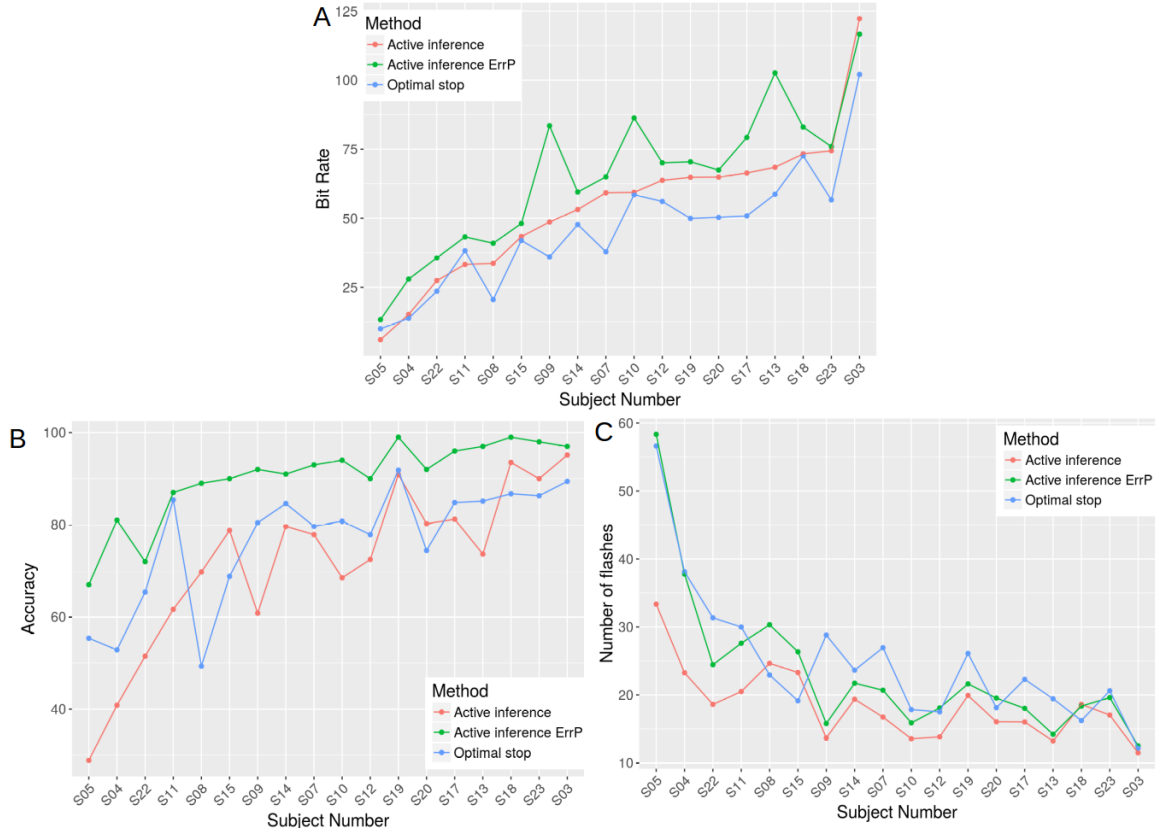 A
Method
Active inference
Active inference ErrP
Optimal stop
125
100
75
50
25
Bit Rate
S05 S04 S22 S11 S08 S15 S09 S14 S07 S10 S12 S19 S20 S17 S13 S18 S23 S03
Subject Number
B
100
80
60
40
Accuracy
Method
Active inference
Active inference ErrP
Optimal stop
S05 S04 S22 S11 S08 S15 S09 S14 S07 S10 S12 S19 S20 S17 S13 S18 S23 S03
Subject Number
C
60
50
40
30
20
10
Number of flashes
Method
Active inference
Active inference ErrP
Optimal stop
S05 S04 S22 S11 S08 S15 S09 S14 S07 S10 S12 S19 S20 S17 S13 S18 S23 S03
Subject Number